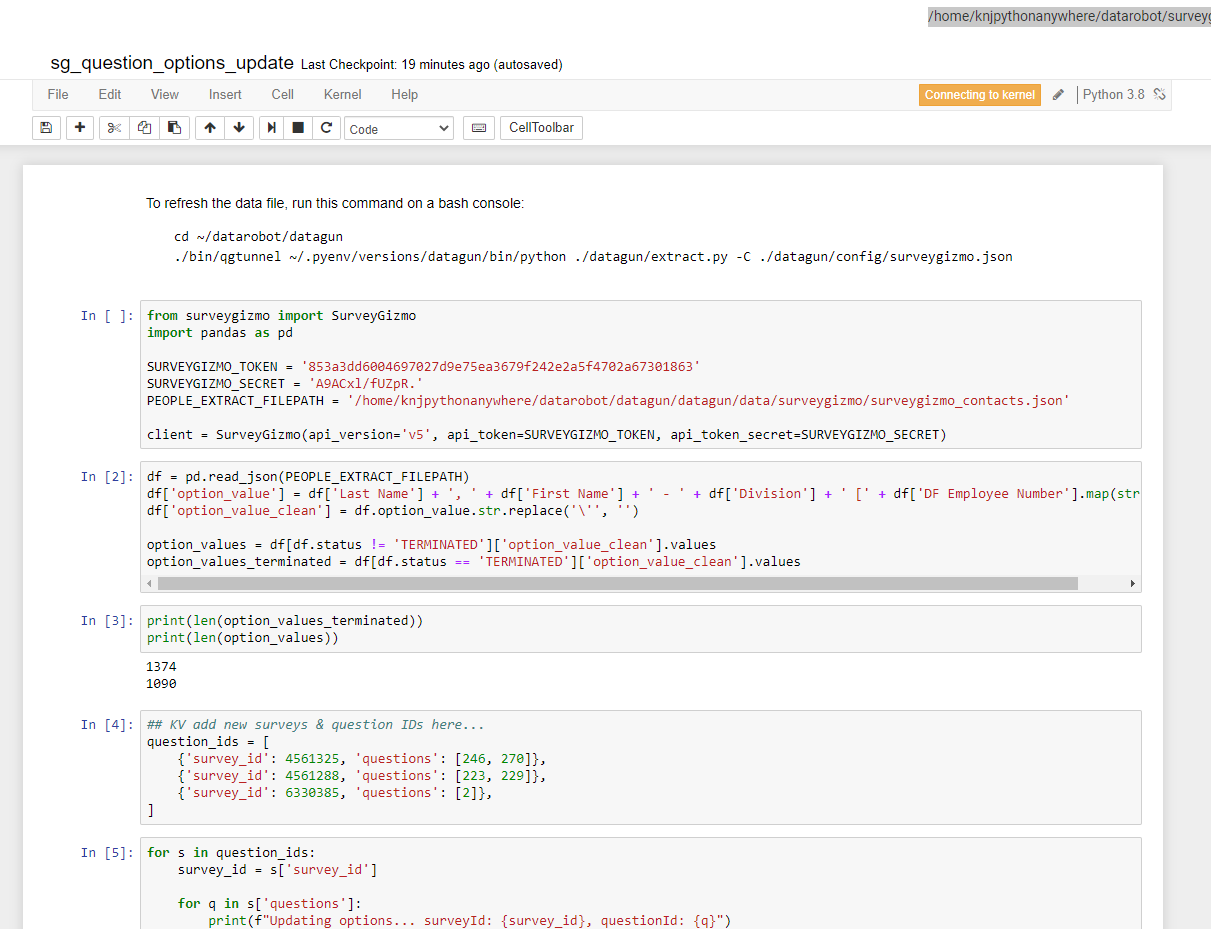 /home/knjpythonanywhere/datarobot/surveyg
sg_question_options_update Last Checkpoint: 19 minutes ago (autosaved)
File Edit View Insert Cell Kernel Help Connecting to kernel Python 3.8
Code CellToolbar
To refresh the data file, run this command on a bash console:
cd ~/datarobot/datagun
./bin/qgtunnel ~/.pyenv/versions/datagun/bin/python ./datagun/extract.py -C ./datagun/config/surveygizmo.json
In [ ]: from surveygizmo import SurveyGizmo
import pandas as pd
SURVEYGIZMO_TOKEN = '853a3dd6004697027d9e75ea3679f242e2a5f4702a67301863'
SURVEYGIZMO_SECRET = 'A9ACxl/fUZpR.'
PEOPLE_EXTRACT_FILEPATH = '/home/knjpythonanywhere/datarobot/datagun/datagun/data/surveygizmo/surveygizmo_contacts.json'
client = SurveyGizmo(api_version='v5', api_token=SURVEYGIZMO_TOKEN, api_token_secret=SURVEYGIZMO_SECRET)
In [2]: df = pd.read_json(PEOPLE_EXTRACT_FILEPATH)
df['option_value'] = df['Last Name'] + ', ' + df['First Name'] + ' - ' + df['Division'] + ' [' + df['DF Employee Number'].map(str
df['option_value_clean'] = df.option_value.str.replace('\'', '')
option_values = df[df.status != 'TERMINATED']['option_value_clean'].values
option_values_terminated = df[df.status == 'TERMINATED']['option_value_clean'].values
In [3]: print(len(option_values_terminated))
print(len(option_values))
1374
1090
In [4]: ## KV add new surveys & question IDs here...
question_ids = [
{'survey_id': 4561325, 'questions': [246, 270]},
{'survey_id': 4561288, 'questions': [223, 229]},
{'survey_id': 6330385, 'questions': [2]},
]
In [5]: for s in question_ids:
survey_id = s['survey_id']
for q in s['questions']:
print(f"Updating options... surveyId: {survey_id}, questionId: {q}")